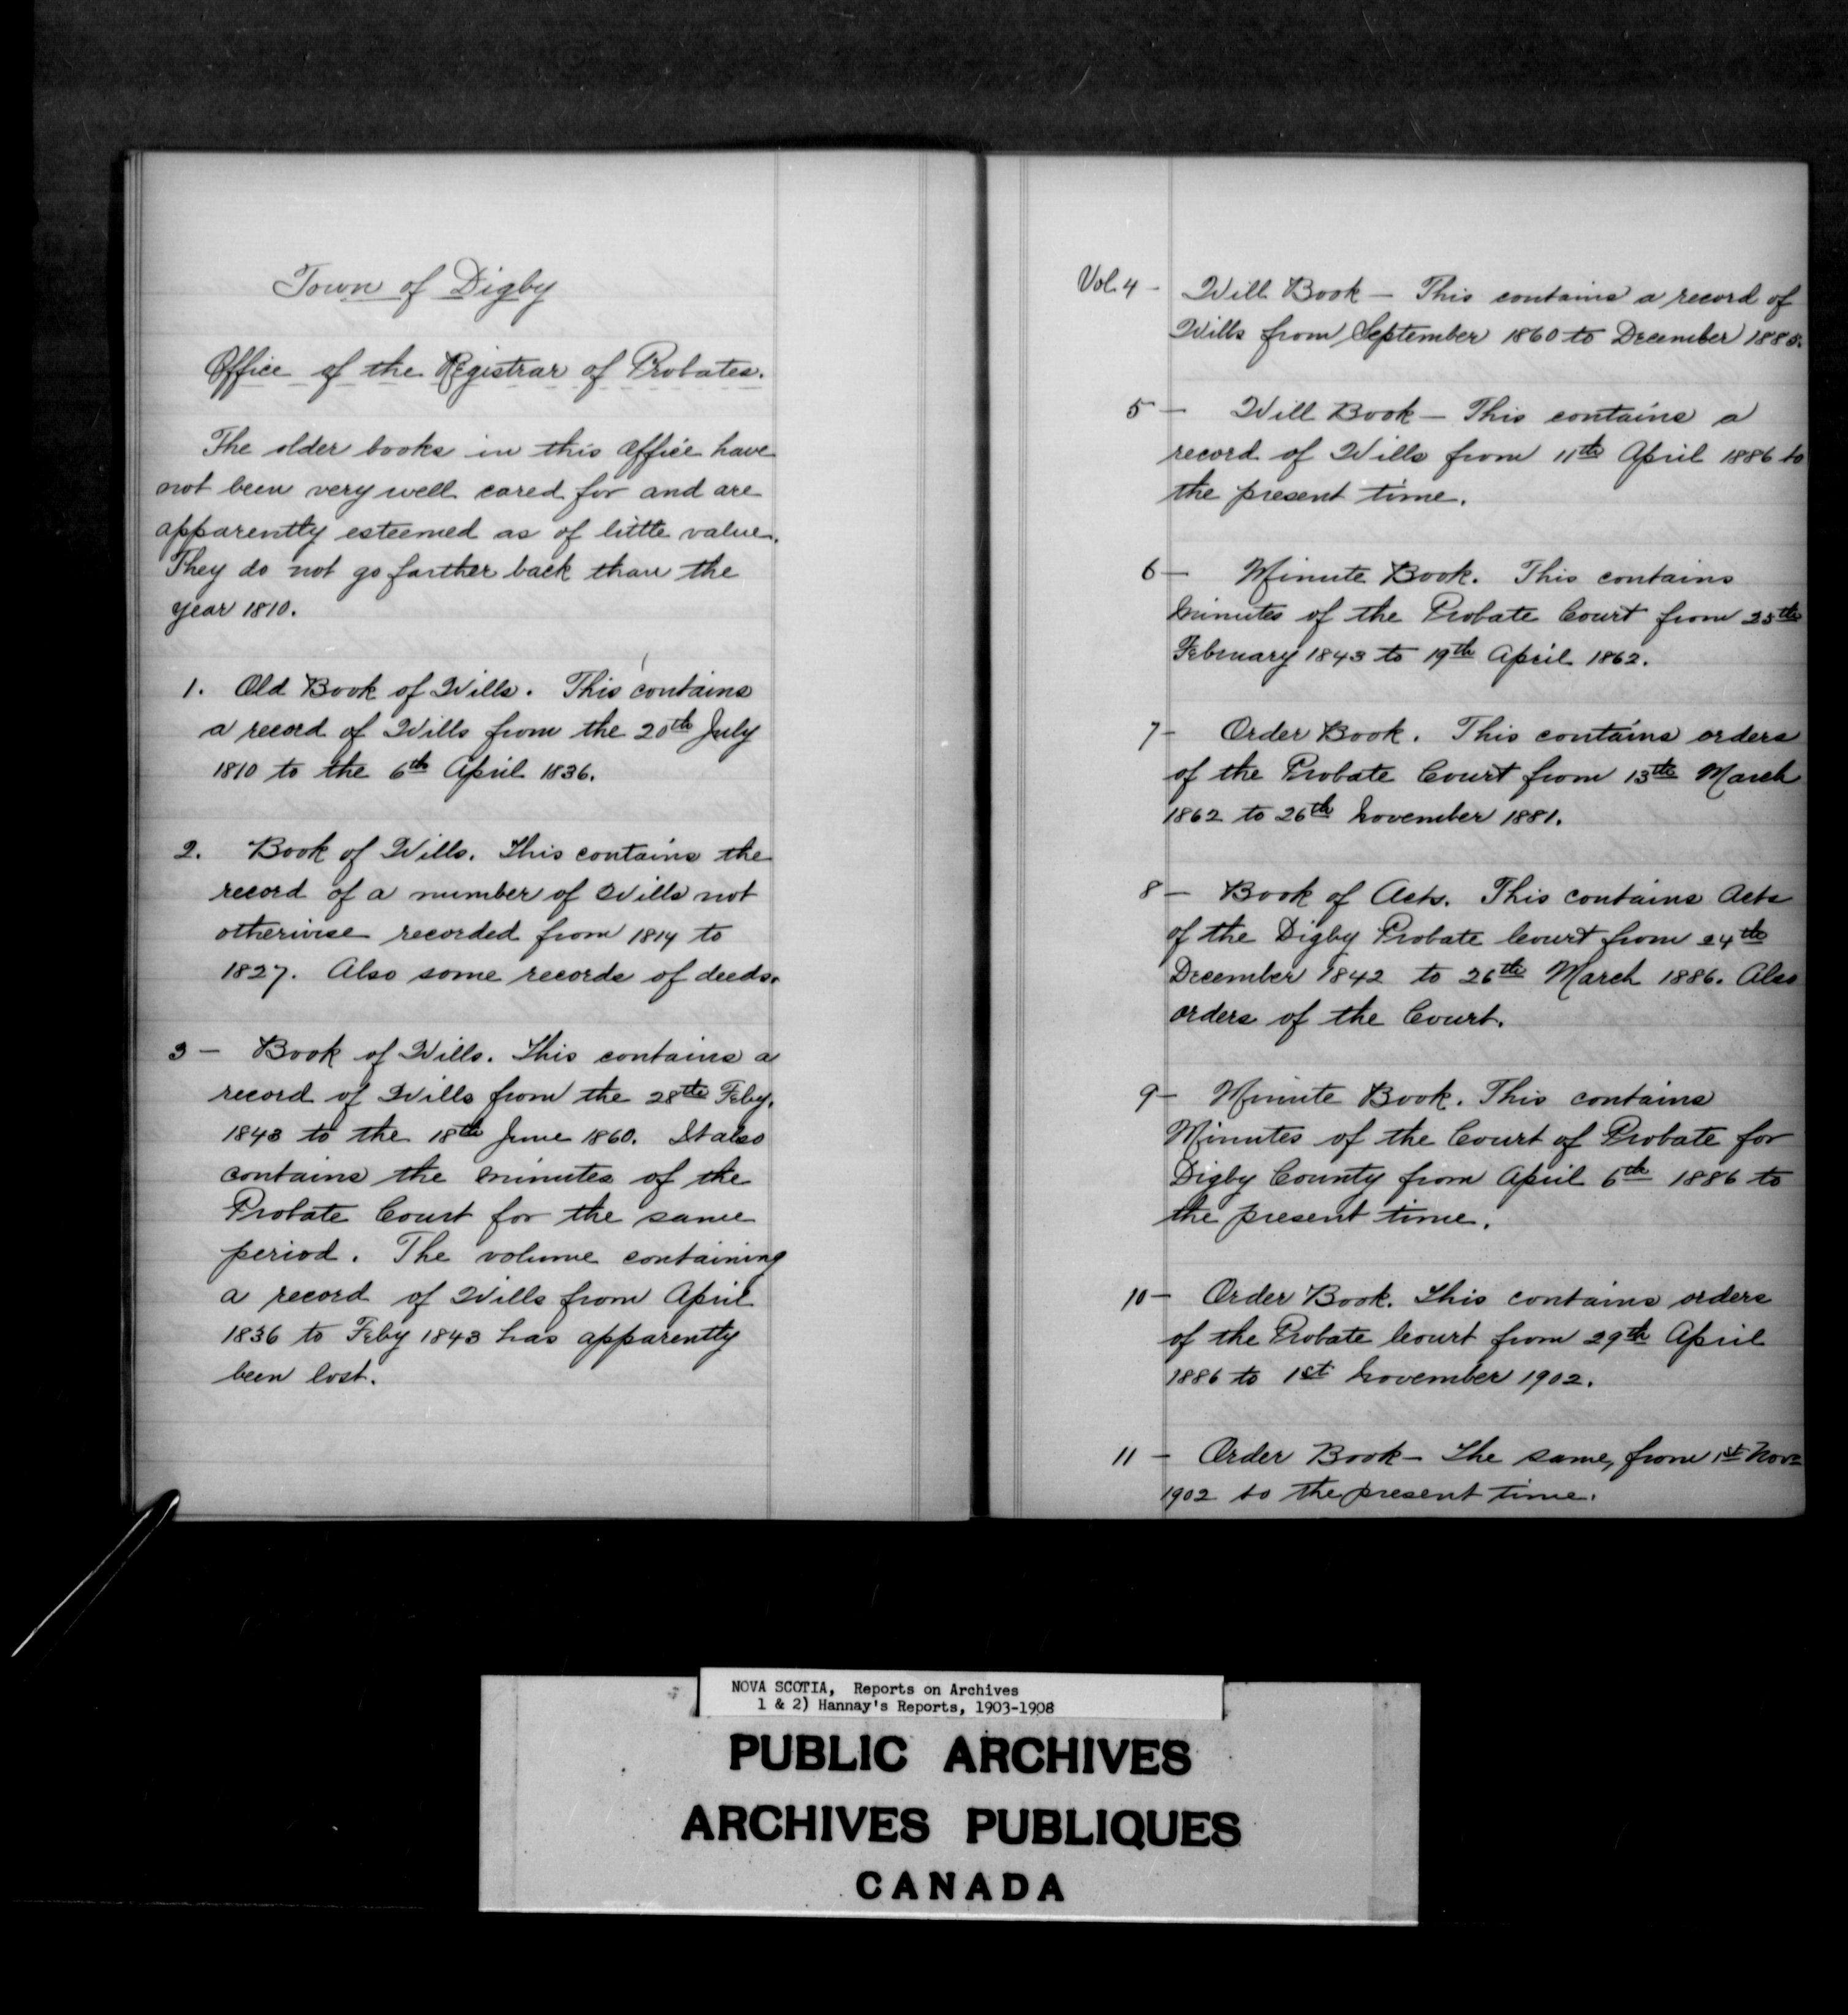 Town of Digby
Office of the Registrar of Probates.
The older books in this office have
not been very well cared for and are
apparently esteemed as of little value.
They do not go farther back than the
year 1810.
1. Old Book of Wills. This contains
a record of Wills from the 20th July
1810 to the 6th April 1836.
2. Book of Wills. This contains the
record of a number of Wills not
otherwise recorded from 1814 to
1827. Also some records of deeds.
3 - Book of Wills. This contains a
record of Wills from the 28th Feby.
1843 to the 18th June 1860. It also
contains the minutes of the
Probate Court for the same
period. The volume containing
a record of Wills from April
1836 to Feby 1843 has apparently
been lost.
Vol. 4 - Will Book - This contains a record of
Wills from September 1860 to December 1885.
5 - Will Book - This contains a
record of Wills from 11th April 1886 to
the present time.
6 - Minute Book. This contains
minutes of the Probate Court from 25th
February 1843 to 19th April 1862.
7 - Order Book. This contains orders
of the Probate Court from 13th March
1862 to 26th November 1881.
8 - Book of Acts. This contains Acts
of the Digby Probate Court from 24th
December 1842 to 26th March 1886. Also
orders of the Court.
9 - Minute Book. This contains
Minutes of the Court of Probate for
Digby County from April 6th 1886 to
the present time.
10 - Order Book. This contains orders
of the Probate Court from 29th April
1886 to 1st November 1902.
11 - Order Book - The same, from 1st Nov
1902 to the present time.
NOVA SCOTIA, Reports on Archives
1 & 2) Hannay's Reports, 1903-1908
PUBLIC ARCHIVES
ARCHIVES PUBLIQUES
CANADA